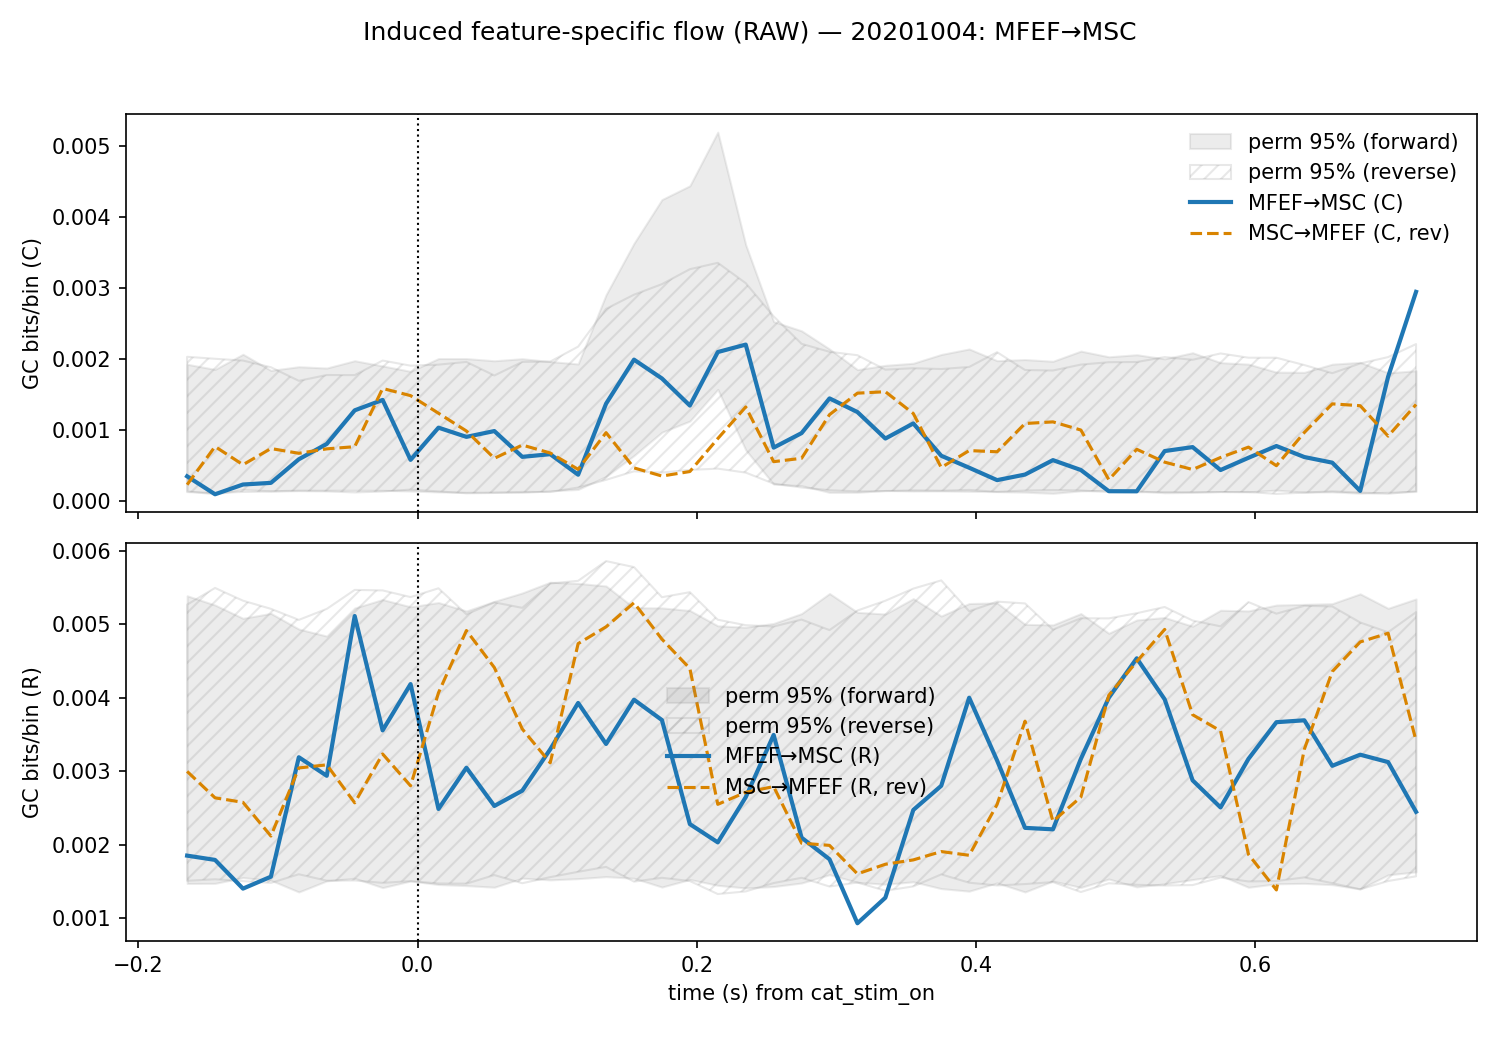 Induced feature-specific flow (RAW) — 20201004: MFEF→MSC
GC bits/bin (C)
0.005
0.004
0.003
0.002
0.001
0.000
perm 95% (forward)
perm 95% (reverse)
MFEF→MSC (C)
MSC→MFEF (C, rev)
GC bits/bin (R)
0.006
0.005
0.004
0.003
0.002
0.001
perm 95% (forward)
perm 95% (reverse)
MFEF→MSC (R)
MSC→MFEF (R, rev)
−0.2 0.0 0.2 0.4 0.6
time (s) from cat_stim_on